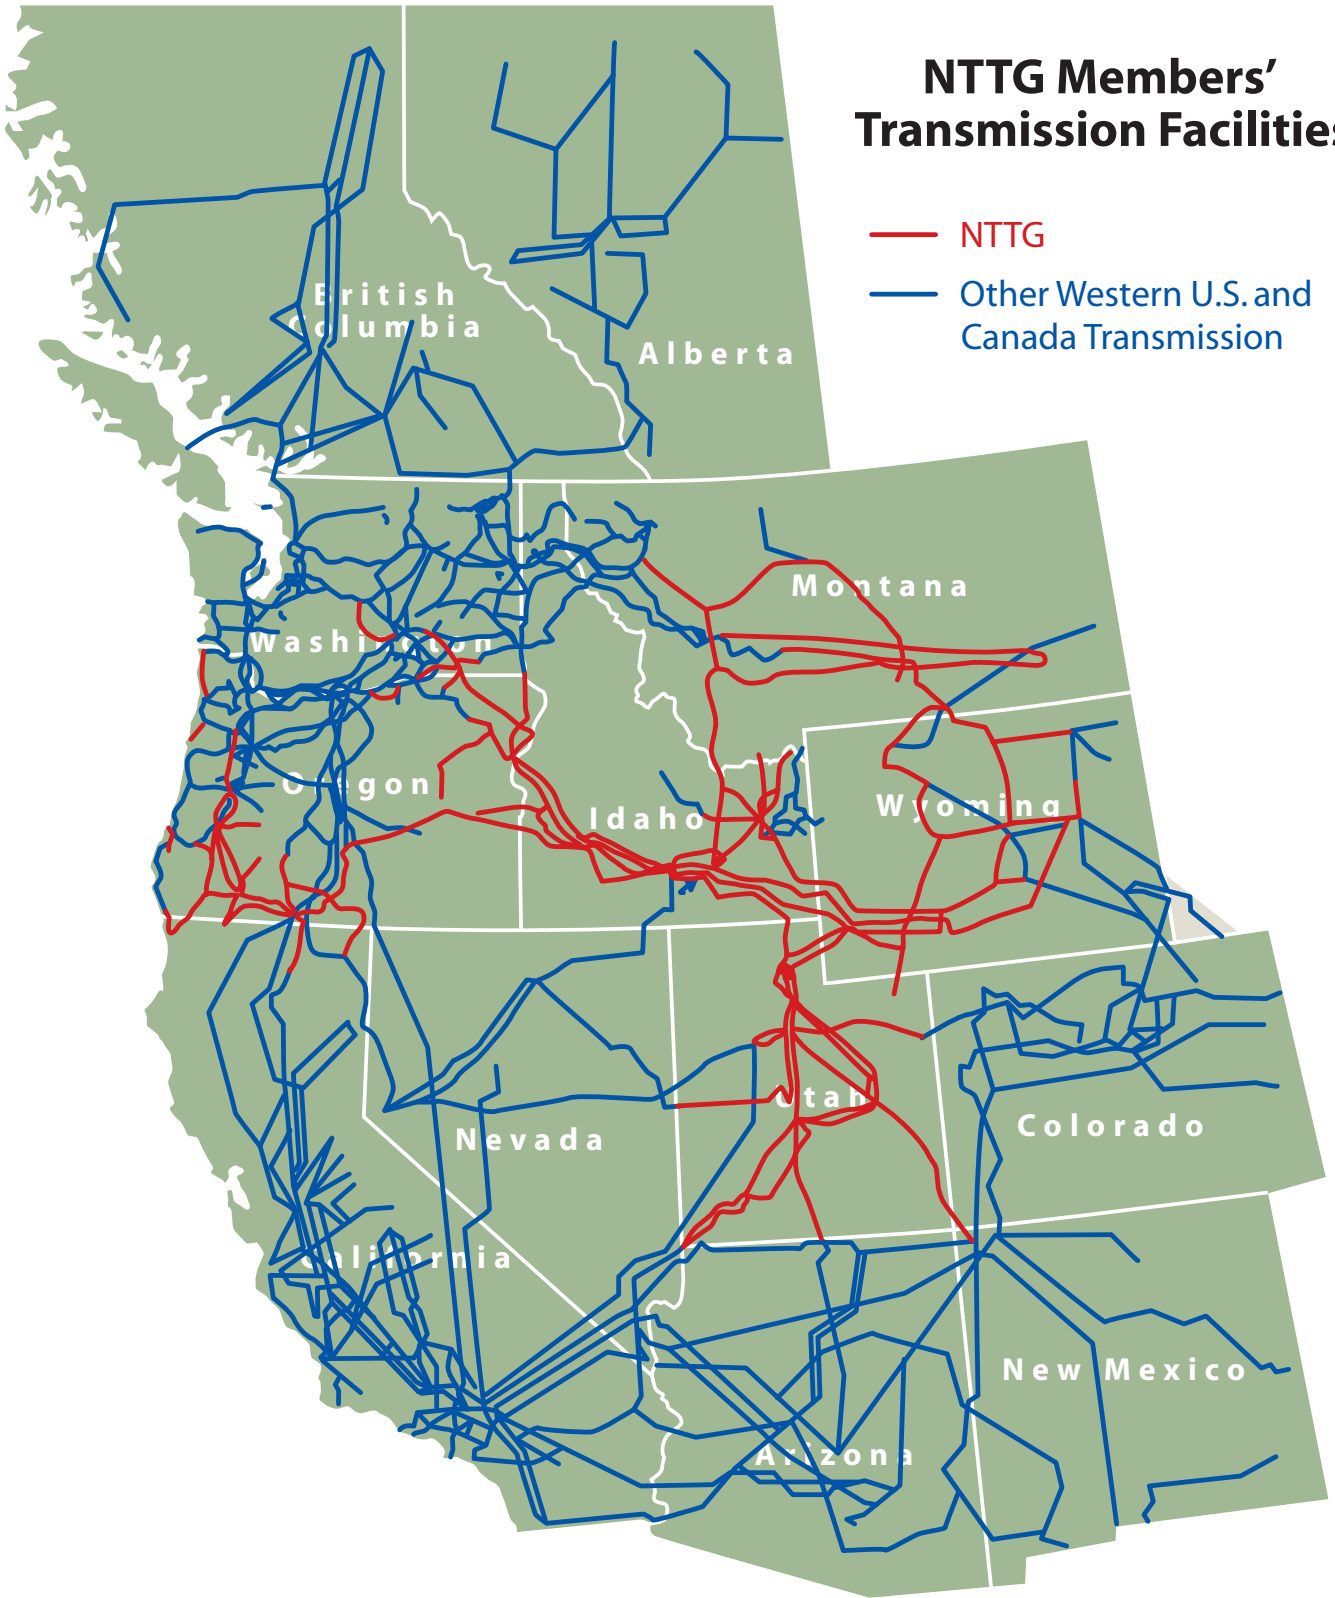 NTTG Members’
Transmission Facilities
NTTG
Other Western U.S. and
Canada Transmission
British
Columbia
Alberta
Washington
Montana
Oregon
Idaho
Wyoming
Nevada
Utah
Colorado
California
Arizona
New Mexico